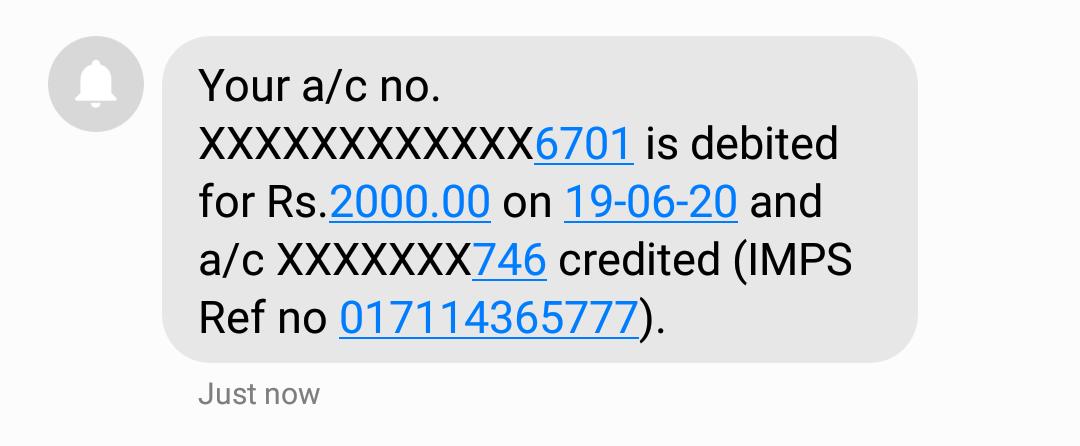 Your a/c no.
XXXXXXXXXXXX6701 is debited
for Rs.2000.00 on 19-06-20 and
a/c XXXXXXX746 credited (IMPS
Ref no 017114365777).
Just now